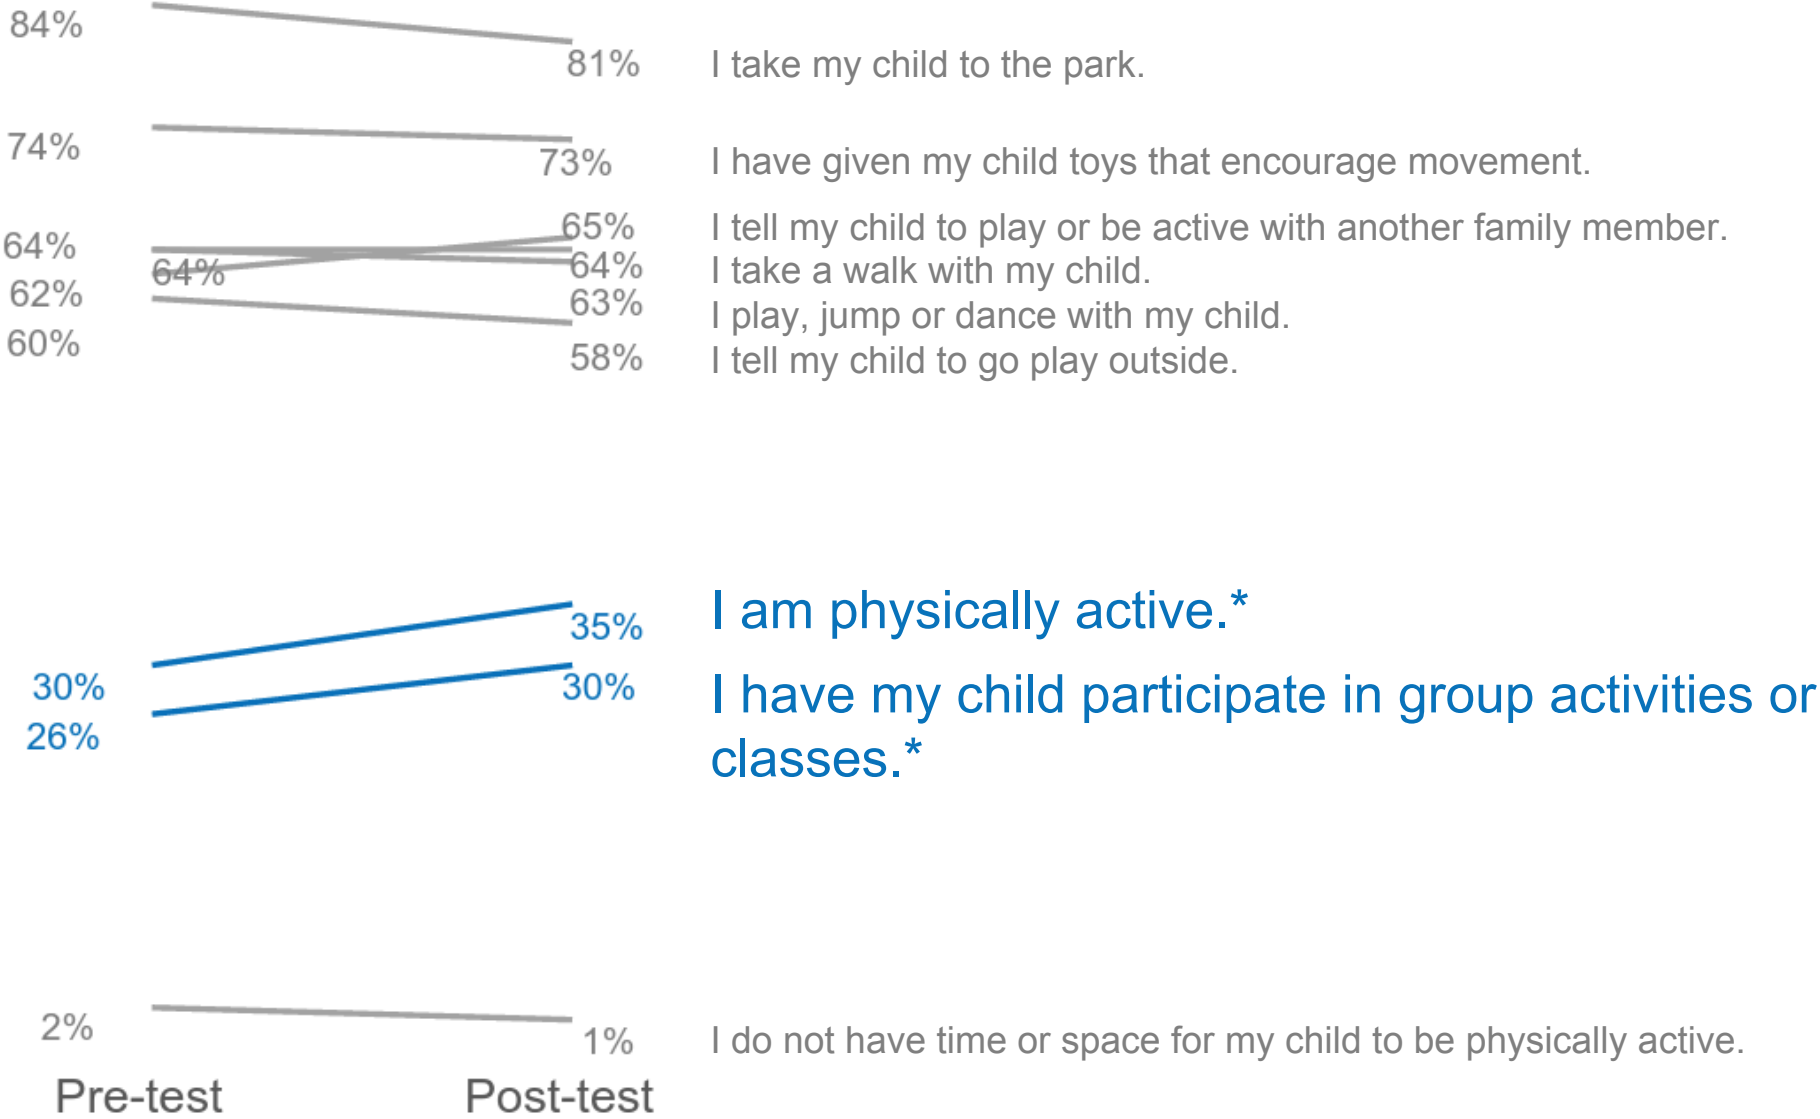 84%
81%
I take my child to the park.
74%
73%
I have given my child toys that encourage movement.
65%
I tell my child to play or be active with another family member.
64%
64%
64%
I take a walk with my child.
62%
63%
I play, jump or dance with my child.
60%
58%
I tell my child to go play outside.
35%
I am physically active.*
30%
30%
I have my child participate in group activities or
26%
classes.*
2%
1%
I do not have time or space for my child to be physically active.
Pre-test
Post-test